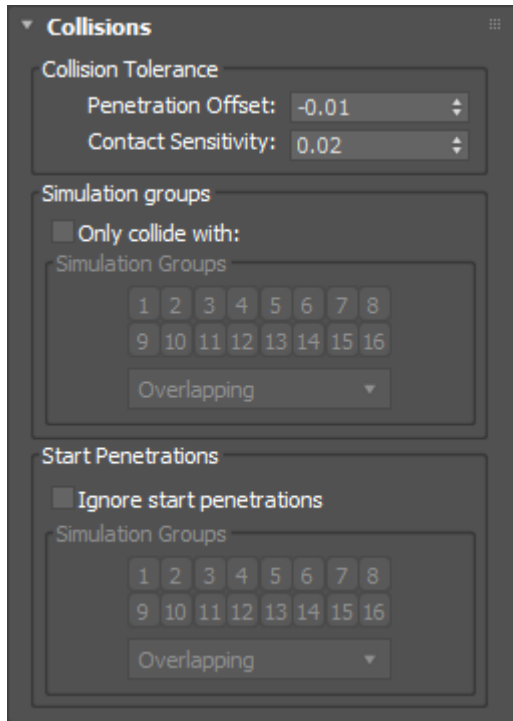 Collisions
Collision Tolerance
Penetration Offset: -0.01
Contact Sensitivity: 0.02
Simulation groups
Only collide with:
Simulation Groups
1 2 3 4 5 6 7 8
9 10 11 12 13 14 15 16
Overlapping
Start Penetrations
Ignore start penetrations
Simulation Groups
1 2 3 4 5 6 7 8
9 10 11 12 13 14 15 16
Overlapping